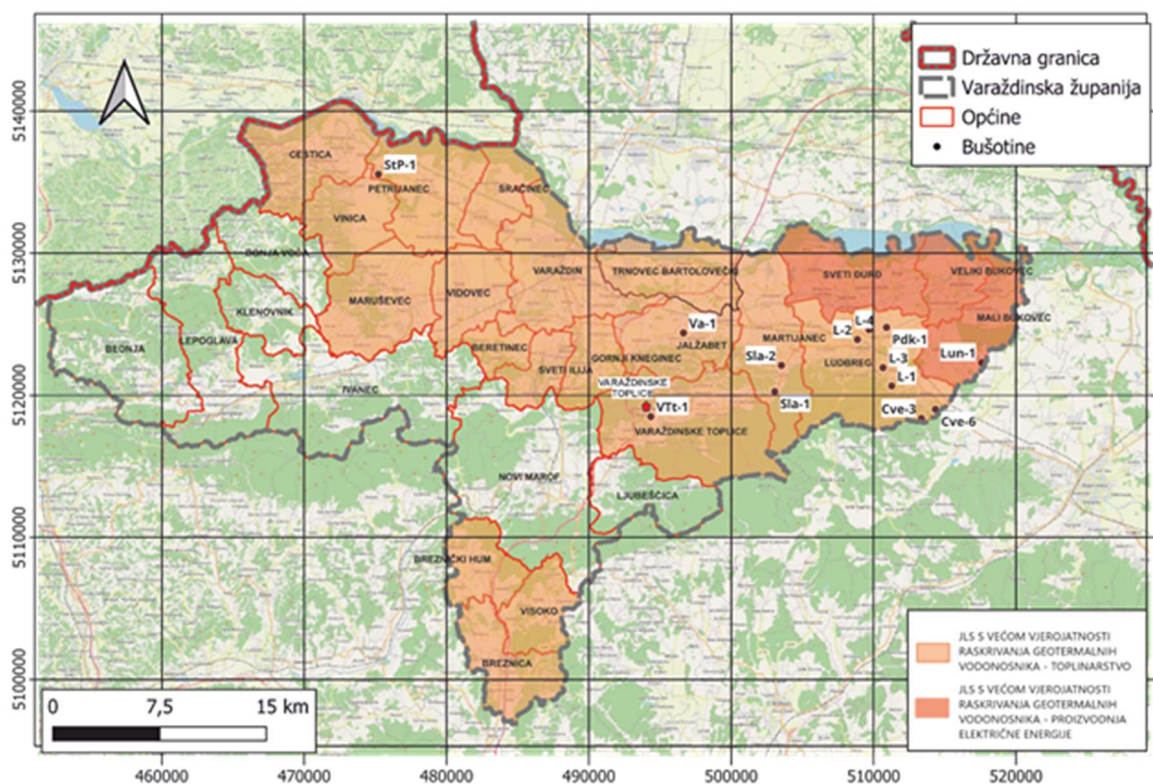 Državna granica
Varaždinska županija
Općine
Bušotine
5140000
5130000
5120000
5110000
5100000
CESTICA
StP-1
PETRIJANEC
SRAČINEC
VINICA
DONJA VOĆA
VARAŽDIN
TRNOVEC BARTOLOVEČKI
SVETI ĐURĐ
VELIKI BUKOVEC
MARUŠEVEC
VIDOVEC
KLENOVNIK
MALI BUKOVEC
L-4
Va-1
L-2
Pdk-1
BEDNJA
LEPOGLAVA
BERETINEC
JALŽABET
MARTIJANEC
GORNJI KNEGINEC
Sla-2
LUDBREG
L-3
Lun-1
SVETI ILIJA
IVANEC
VARAŽDINSKE
TOPLICE
L-1
VTt-1
Sla-1
Cve-3
Cve-6
VARAŽDINSKE TOPLICE
NOVI MAROF
LJUBEŠĆICA
BREZNIČKI HUM
VISOKO
BREZNICA
JLS S VEĆOM VJEROJATNOSTI
RASKRIVANJA GEOTERMALNIH
VODONOSNIKA - TOPLINARSTVO
JLS S VEĆOM VJEROJATNOSTI
RASKRIVANJA GEOTERMALNIH
VODONOSNIKA - PROIZVODNJA
ELEKTRIČNE ENERGIJE
0 7,5 15 km
460000 470000 480000 490000 500000 510000 520000